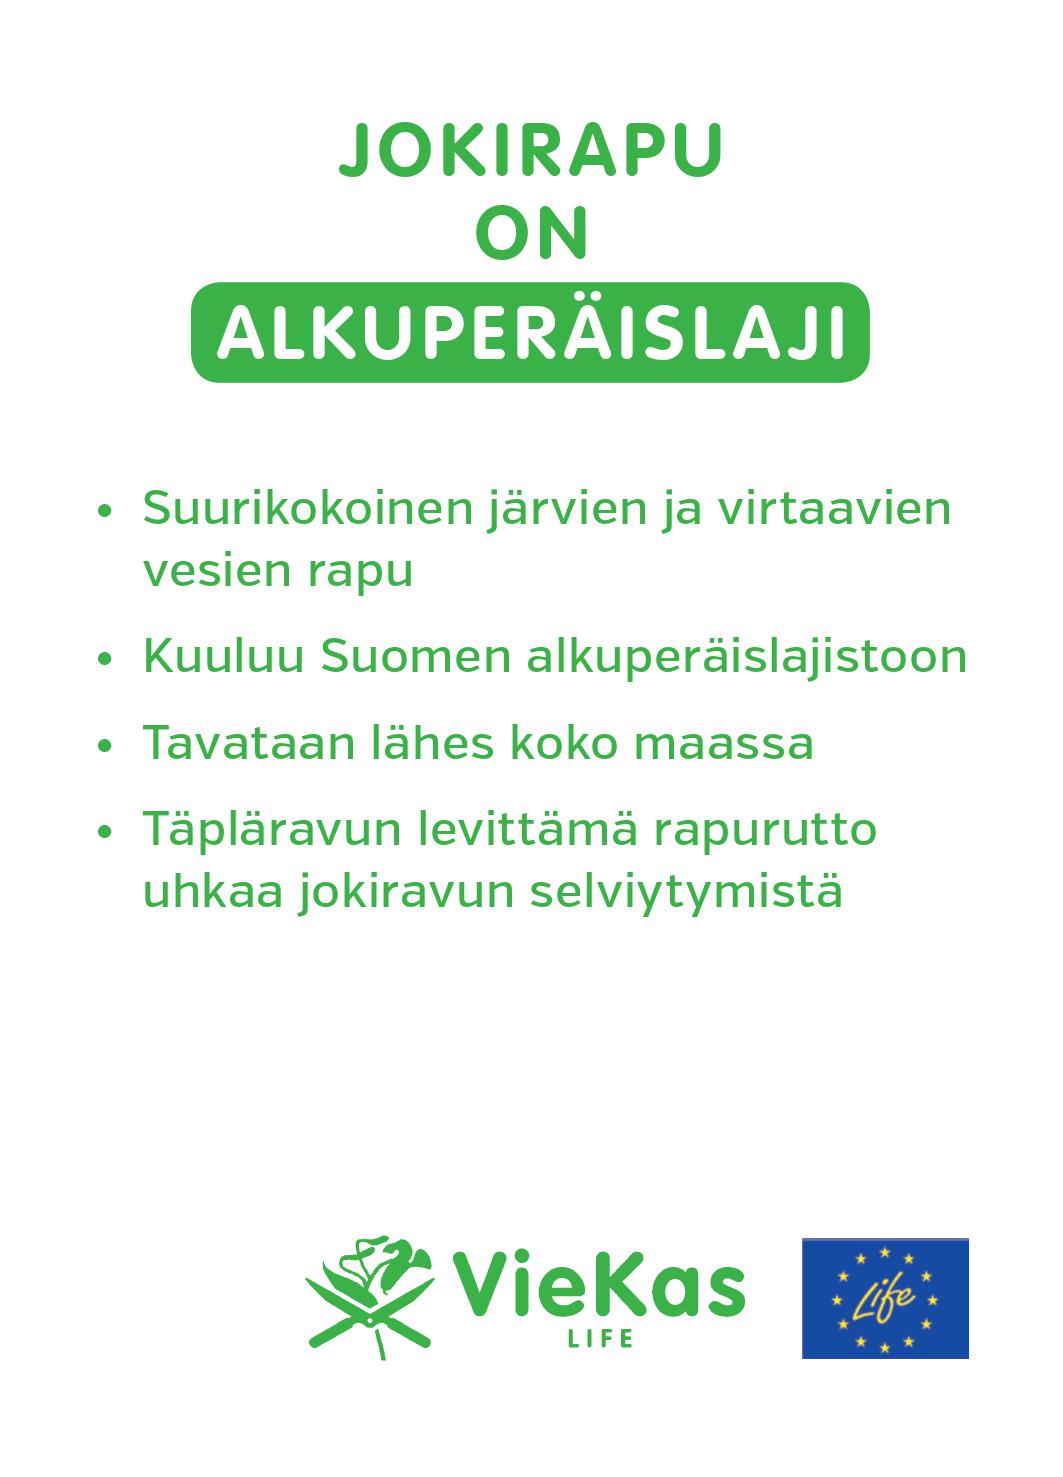 JOKIRAPU
ON
ALKUPERÄISLAJI
• Suurikokoinen järvien ja virtaavien
vesien rapu
• Kuuluu Suomen alkuperäislajistoon
• Tavataan lähes koko maassa
• Täpläravun levittämä rapurutto
uhkaa jokiravun selviytymistä
VieKas
LIFE
Life